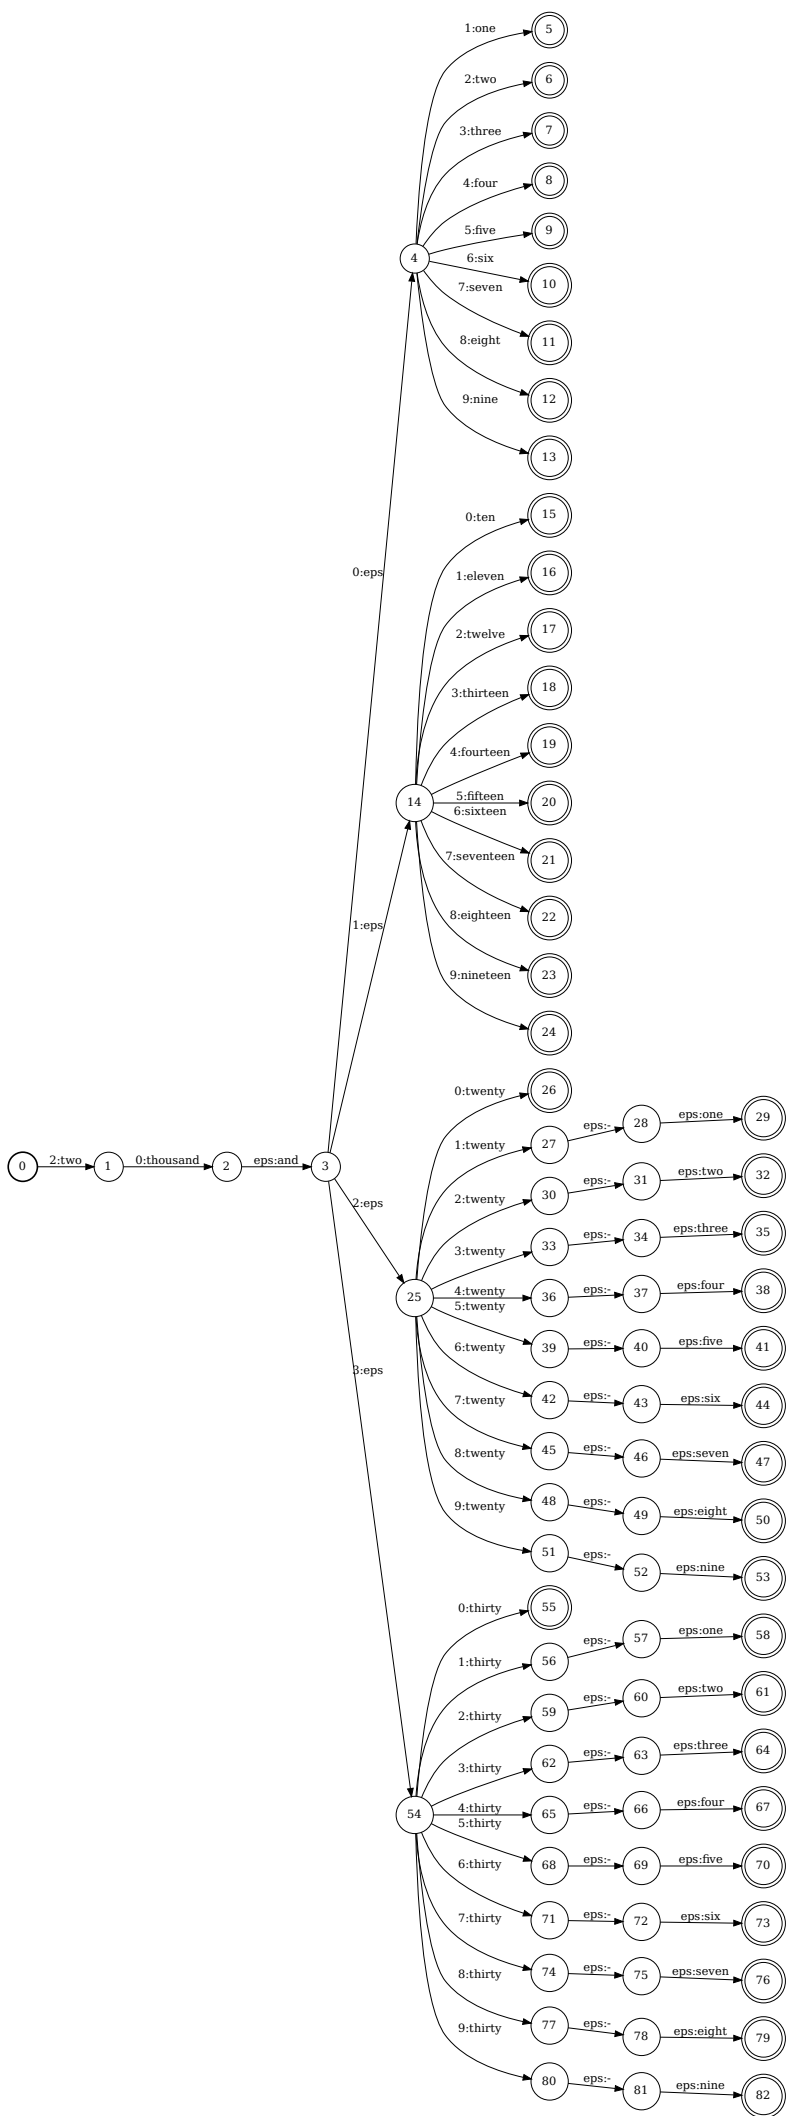 1:one
5
2:two
6
3:three
7
4:four
8
5:five
9
4
6:six
10
7:seven
11
8:eight
12
9:nine
13
0:ten
15
0:eps
1:eleven
16
2:twelve
17
3:thirteen
18
4:fourteen
19
14
5:fifteen
20
6:sixteen
21
7:seventeen
22
8:eighteen
1:eps
23
9:nineteen
24
0:twenty
26
1:twenty
27
eps:-
28
eps:one
29
0
2:two
1
0:thousand
2
eps:and
3
2:eps
2:twenty
30
eps:-
31
eps:two
32
3:twenty
33
eps:-
34
eps:three
35
25
4:twenty
36
eps:-
37
eps:four
38
5:twenty
39
eps:-
40
eps:five
41
3:eps
6:twenty
42
eps:-
43
eps:six
44
7:twenty
45
eps:-
46
eps:seven
47
8:twenty
48
eps:-
49
eps:eight
50
9:twenty
51
eps:-
52
eps:nine
53
0:thirty
55
1:thirty
56
eps:-
57
eps:one
58
2:thirty
59
eps:-
60
eps:two
61
3:thirty
62
eps:-
63
eps:three
64
54
4:thirty
65
eps:-
66
eps:four
67
5:thirty
68
eps:-
69
eps:five
70
6:thirty
71
eps:-
72
eps:six
73
7:thirty
74
eps:-
75
eps:seven
76
8:thirty
77
eps:-
78
eps:eight
79
9:thirty
80
eps:-
81
eps:nine
82